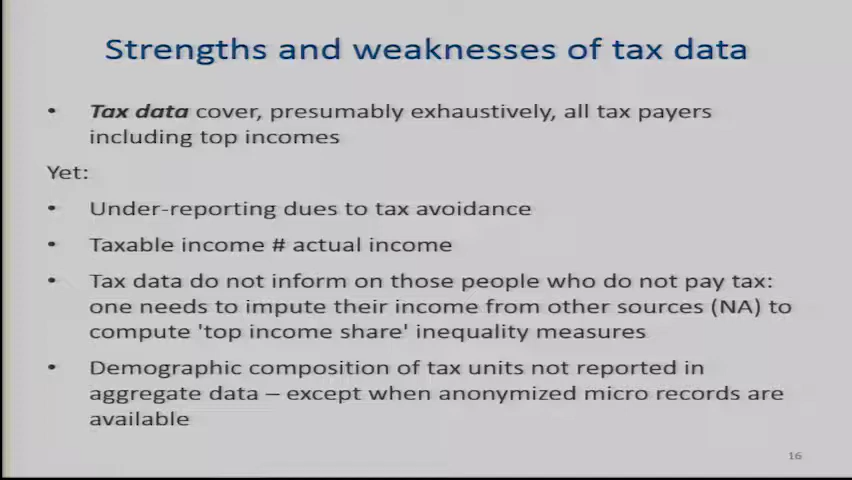 Strengths and weaknesses of tax data
• Tax data cover, presumably exhaustively, all tax payers
including top incomes
Yet:
• Under-reporting dues to tax avoidance
• Taxable income # actual income
• Tax data do not inform on those people who do not pay tax:
one needs to impute their income from other sources (NA) to
compute 'top income share' inequality measures
• Demographic composition of tax units not reported in
aggregate data – except when anonymized micro records are
available
16